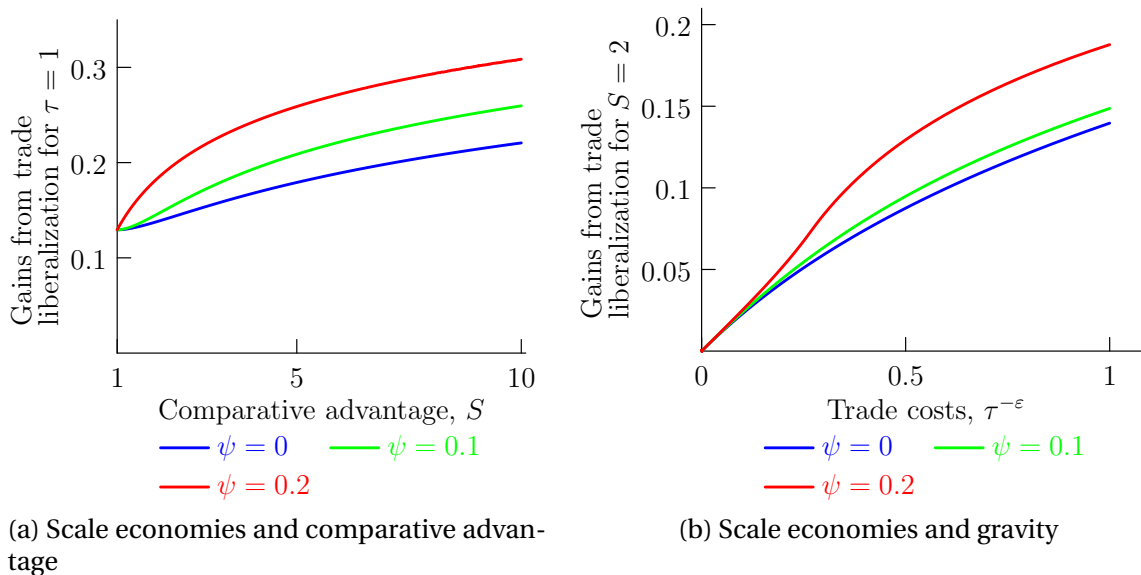 Gains from trade
liberalization for τ = 1
0.3
0.2
0.1
1
5
10
Comparative advantage, S
ψ = 0
ψ = 0.1
ψ = 0.2
(a) Scale economies and comparative advan-
tage
Gains from trade
liberalization for S = 2
0.2
0.15
0.1
0.05
0
0.5
1
Trade costs, τ^{−ε}
ψ = 0
ψ = 0.1
ψ = 0.2
(b) Scale economies and gravity